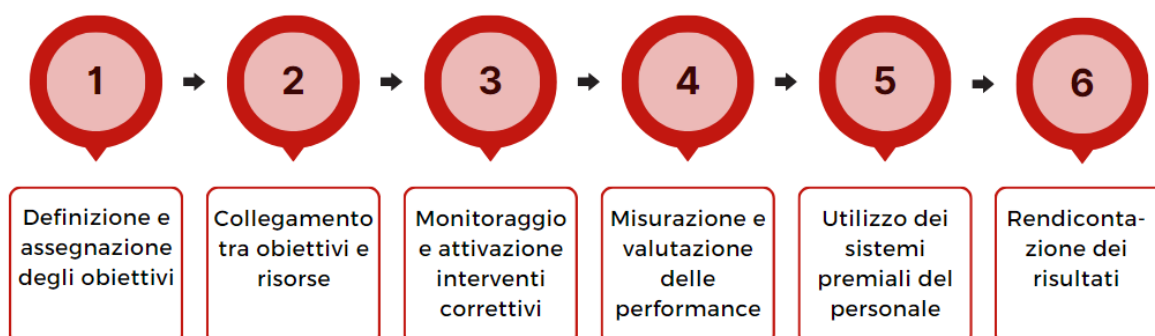 1
2
3
4
5
6
Definizione e
assegnazione
degli obiettivi
Collegamento
tra obiettivi e
risorse
Monitoraggio
e attivazione
interventi
correttivi
Misurazione e
valutazione
delle
performance
Utilizzo dei
sistemi
premiali del
personale
Rendiconta-
zione dei
risultati